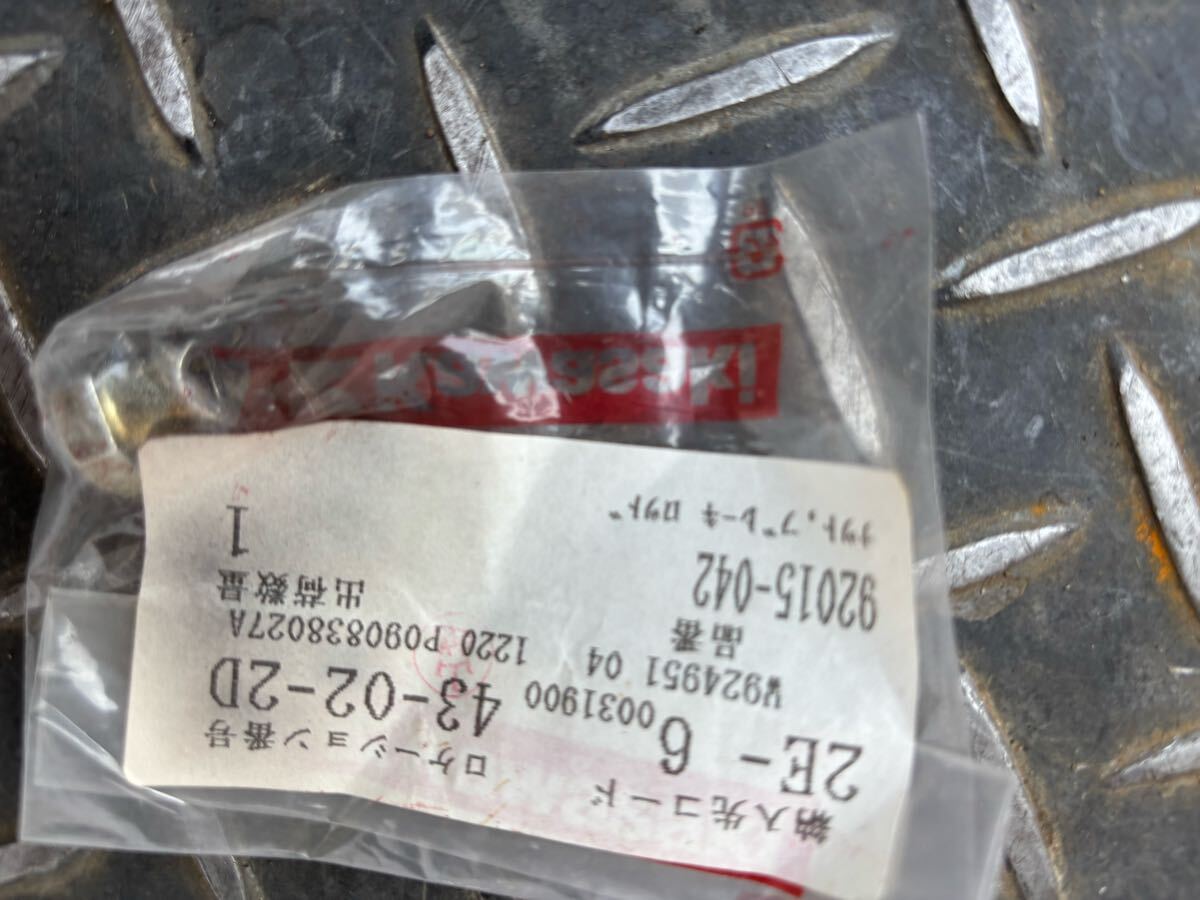 納入先コード ロケーション番号
2E- 6 0031900 43-02-2D
W924951 04 1220 P090838027A
品番 出荷数量
92015-042 1
ナツト,ブレーキ ロツド
Kawasaki